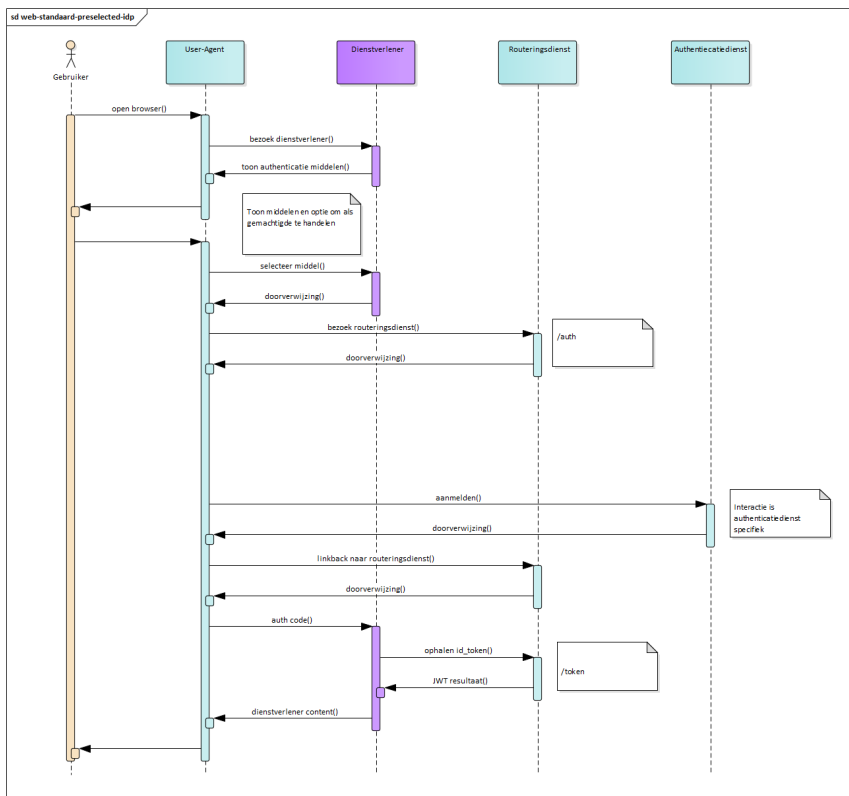 sd web-standaard-preselected-idp
User-Agent
Dienstverlener
Routeringsdienst
Authentiecatiedienst
Gebruiker
open browser()
bezoek dienstverlener()
toon authenticatie middelen()
Toon middelen en optie om als
gemachtigde te handelen
selecteer middel()
doorverwijzing()
bezoek routeringsdienst()
/auth
doorverwijzing()
aanmelden()
Interactie is
authenticatiedienst
specifiek
doorverwijzing()
linkback naar routeringsdienst()
doorverwijzing()
auth code()
ophalen id_token()
/token
JWT resultaat()
dienstverlener content()